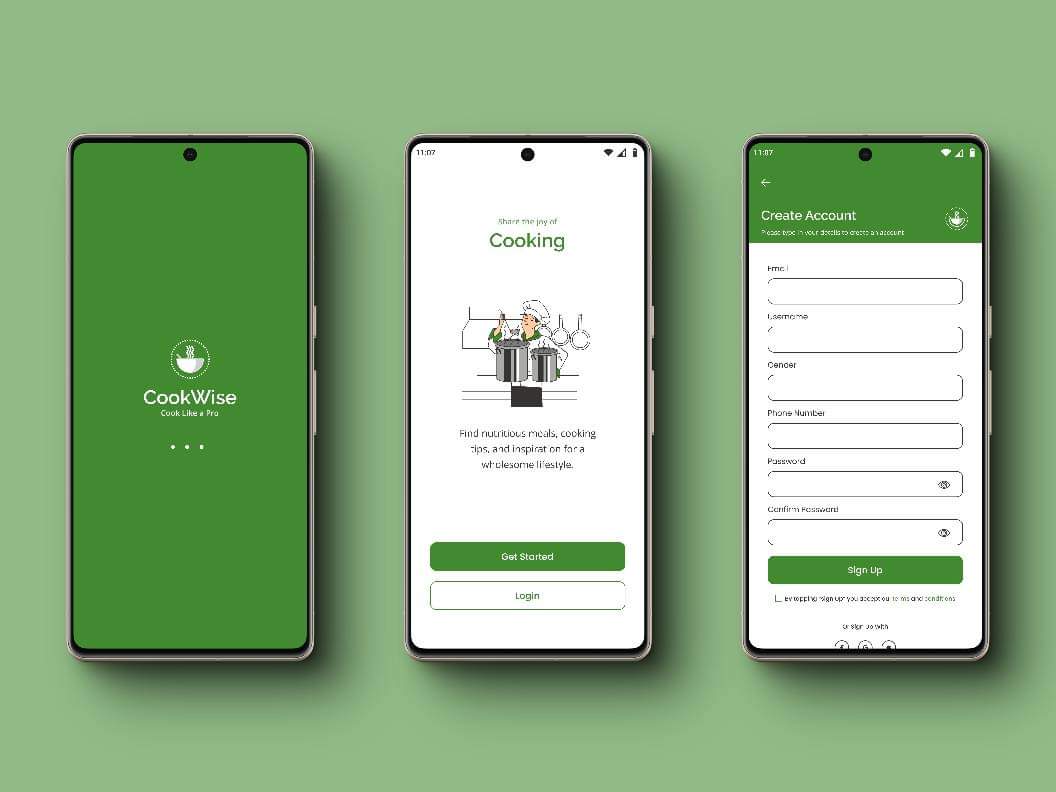 CookWise
Cook Like a Pro
11:07
Share the joy of
Cooking
Find nutritious meals, cooking
tips, and inspiration for a
wholesome lifestyle.
Get Started
Login
11:07
Create Account
Please type in your details to create an account
Email
Username
Gender
Phone Number
Password
Confirm Password
Sign Up
By tapping "Sign Up" you accept our terms and conditions
Or Sign Up With